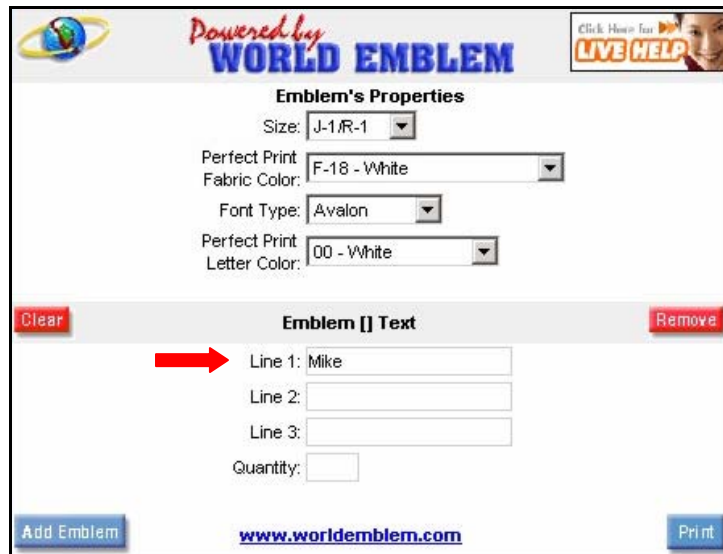 Powered by
WORLD EMBLEM
Click Here for
LIVE HELP
Emblem's Properties
Size: J-1/R-1
Perfect Print
Fabric Color: F-18 - White
Font Type: Avalon
Perfect Print
Letter Color: 00 - White
Clear
Emblem [] Text
Remove
Line 1: Mike
Line 2:
Line 3:
Quantity:
Add Emblem
www.worldemblem.com
Print